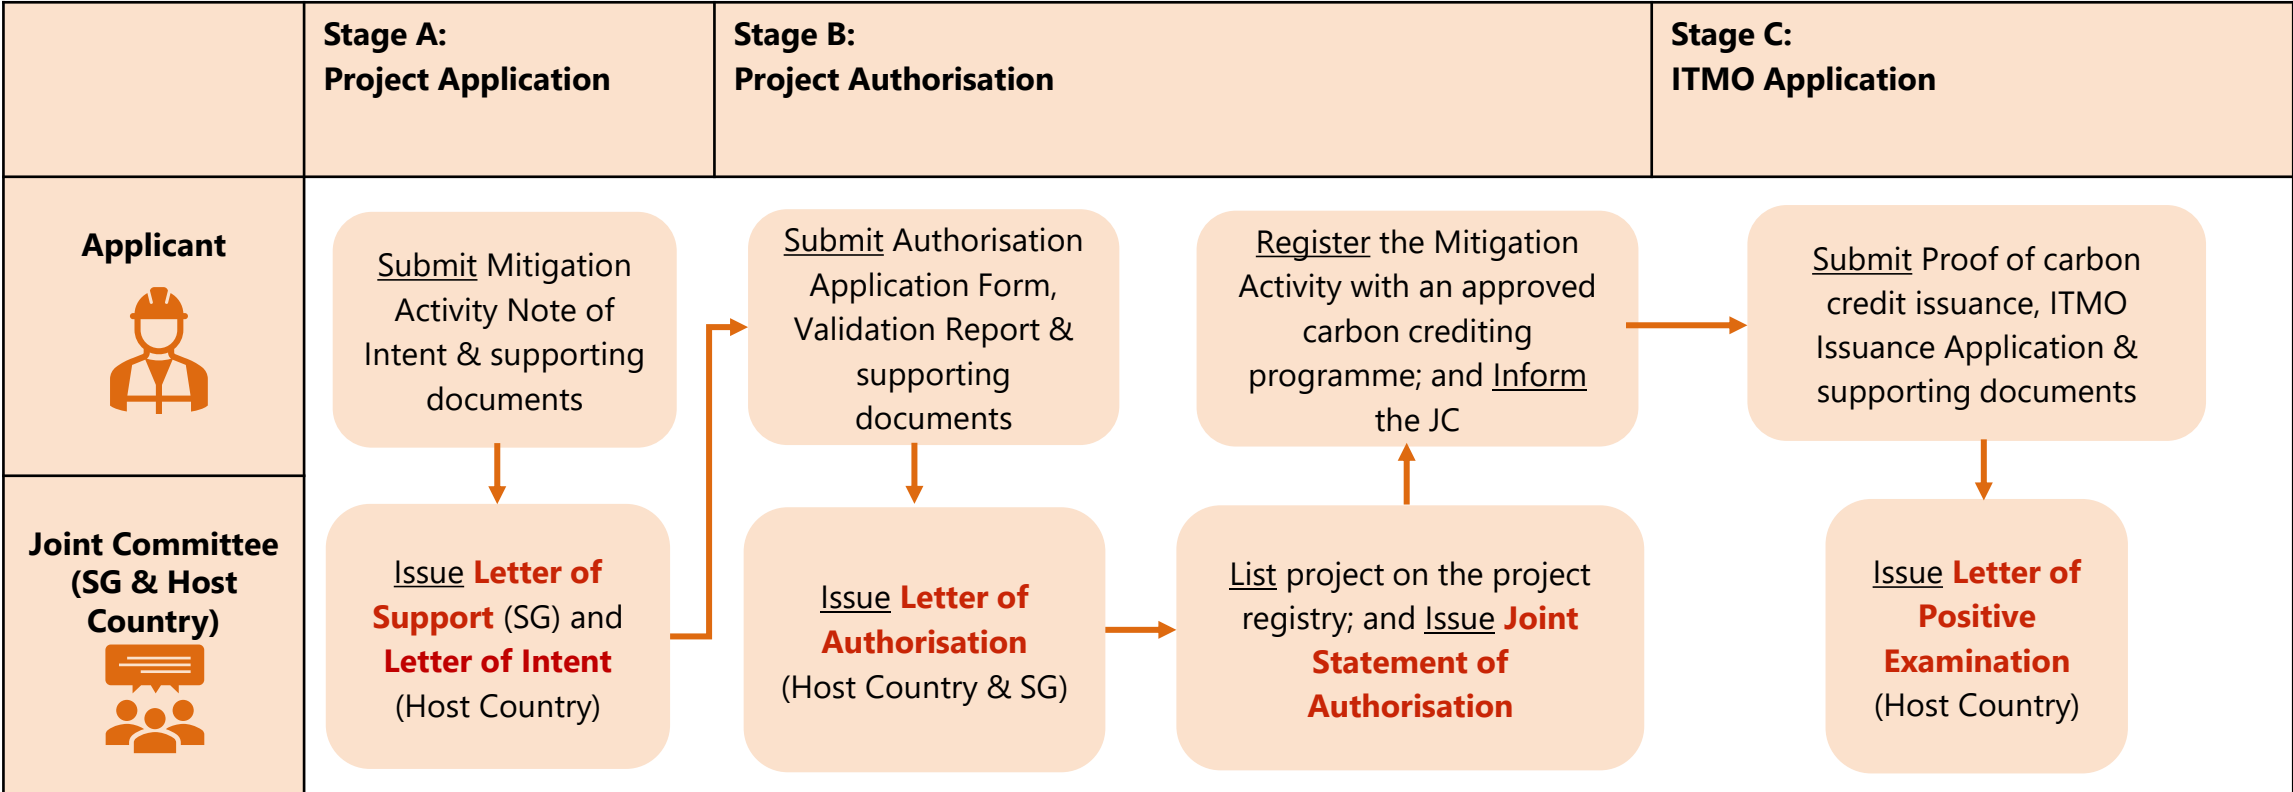 Stage A:
Project Application
Stage B:
Project Authorisation
Stage C:
ITMO Application
Applicant
Submit Mitigation
Activity Note of
Intent & supporting
documents
Submit Authorisation
Application Form,
Validation Report &
supporting
documents
Register the Mitigation
Activity with an approved
carbon crediting
programme; and Inform
the JC
Submit Proof of carbon
credit issuance, ITMO
Issuance Application &
supporting documents
Joint Committee
(SG & Host
Country)
Issue Letter of
Support (SG) and
Letter of Intent
(Host Country)
Issue Letter of
Authorisation
(Host Country & SG)
List project on the project
registry; and Issue Joint
Statement of
Authorisation
Issue Letter of
Positive
Examination
(Host Country)